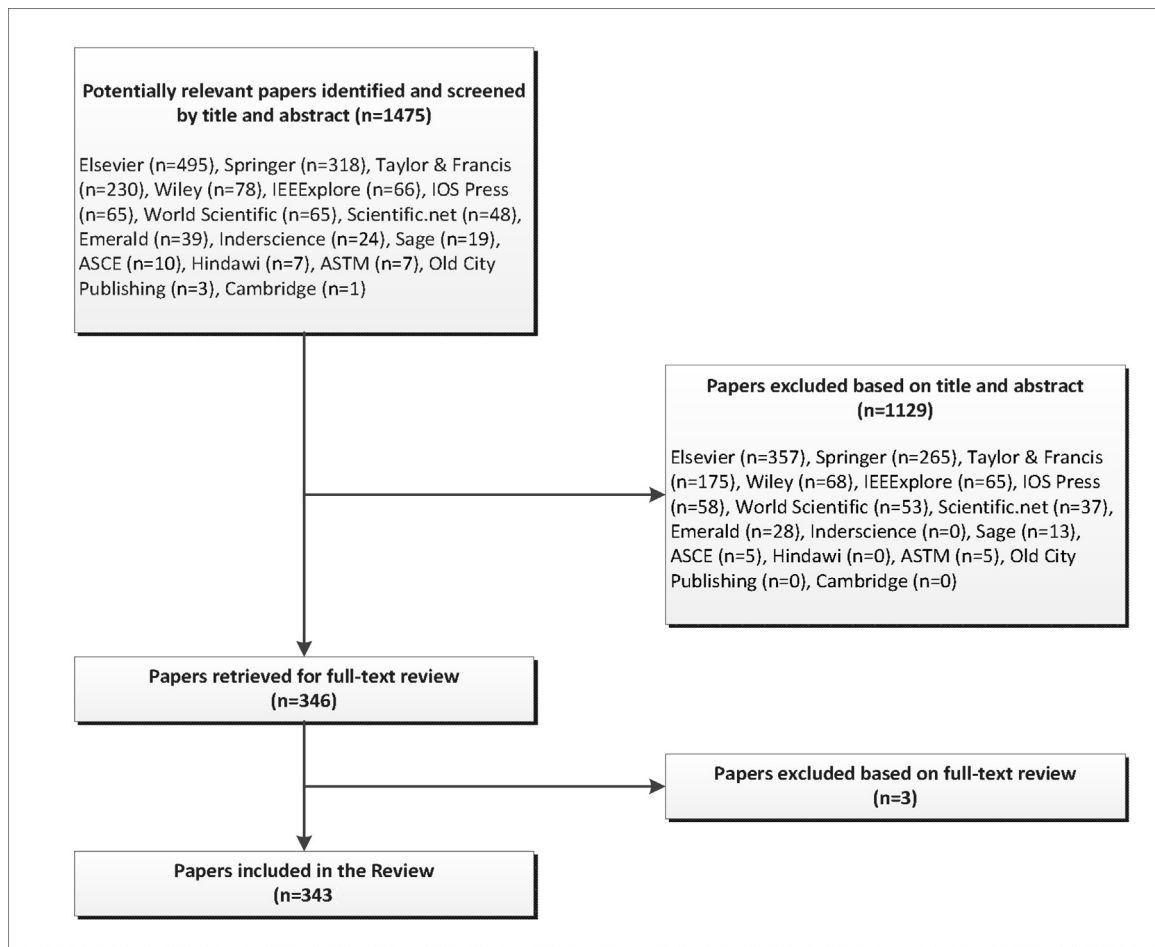 Potentially relevant papers identified and screened
by title and abstract (n=1475)
Elsevier (n=495), Springer (n=318), Taylor & Francis
(n=230), Wiley (n=78), IEEExplore (n=66), IOS Press
(n=65), World Scientific (n=65), Scientific.net (n=48),
Emerald (n=39), Inderscience (n=24), Sage (n=19),
ASCE (n=10), Hindawi (n=7), ASTM (n=7), Old City
Publishing (n=3), Cambridge (n=1)
Papers excluded based on title and abstract
(n=1129)
Elsevier (n=357), Springer (n=265), Taylor & Francis
(n=175), Wiley (n=68), IEEExplore (n=65), IOS Press
(n=58), World Scientific (n=53), Scientific.net (n=37),
Emerald (n=28), Inderscience (n=0), Sage (n=13),
ASCE (n=5), Hindawi (n=0), ASTM (n=5), Old City
Publishing (n=0), Cambridge (n=0)
Papers retrieved for full-text review
(n=346)
Papers excluded based on full-text review
(n=3)
Papers included in the Review
(n=343